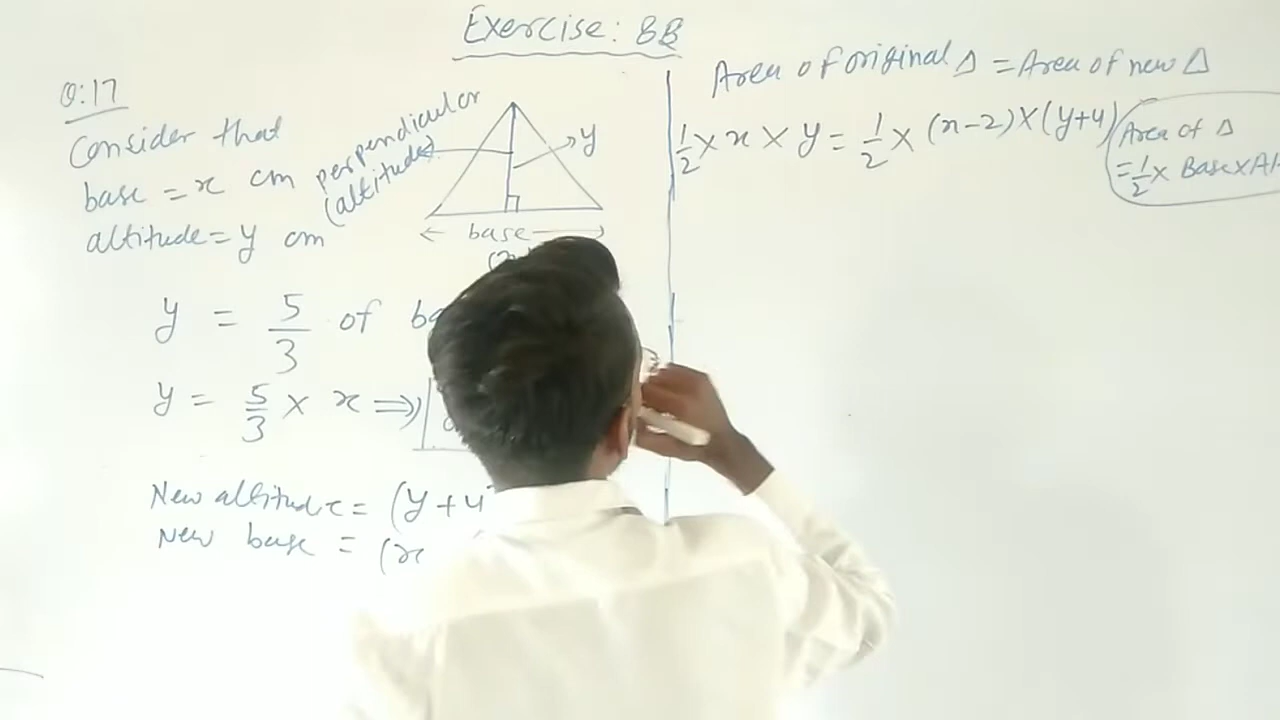 Exercise: 8B
Q:17
Consider that
base = x cm
altitude = y cm
perpendicular
(altitude)
y
base
y = 5/3 of
y = 5/3 × x ⇒
New altitude = (y+4
New base = (x
Area of original Δ = Area of new Δ
1/2 × x × y = 1/2 × (x-2) × (y+4)
Area of Δ
= 1/2 × Base × Al